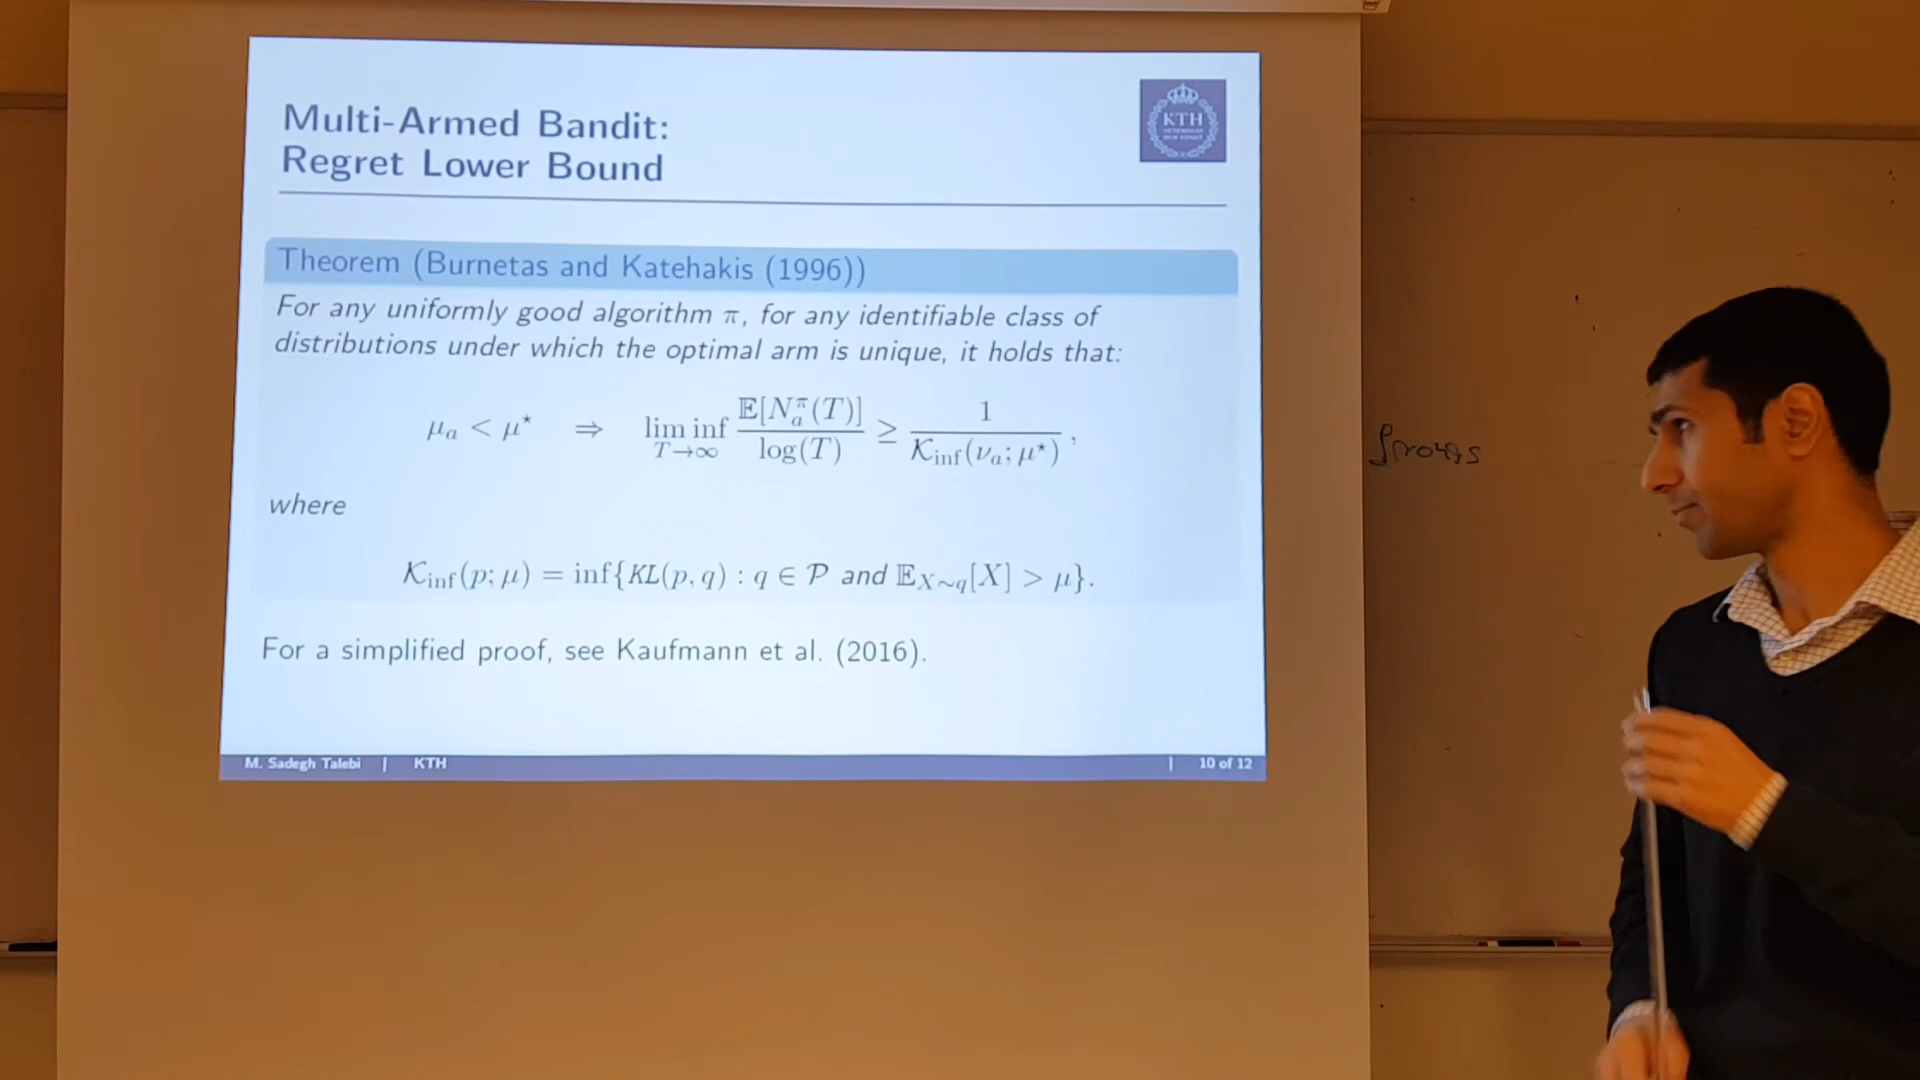 Multi-Armed Bandit:
Regret Lower Bound
KTH
Theorem (Burnetas and Katehakis (1996))
For any uniformly good algorithm π, for any identifiable class of
distributions under which the optimal arm is unique, it holds that:
μ_a < μ* ⇒ lim inf_{T→∞} 𝔼[N_a^π(T)] / log(T) ≥ 1 / 𝒦_inf(ν_a; μ*),
where
𝒦_inf(p; μ) = inf{KL(p, q) : q ∈ 𝒫 and 𝔼_{X∼q}[X] > μ}.
For a simplified proof, see Kaufmann et al. (2016).
M. Sadegh Talebi | KTH | 10 of 12